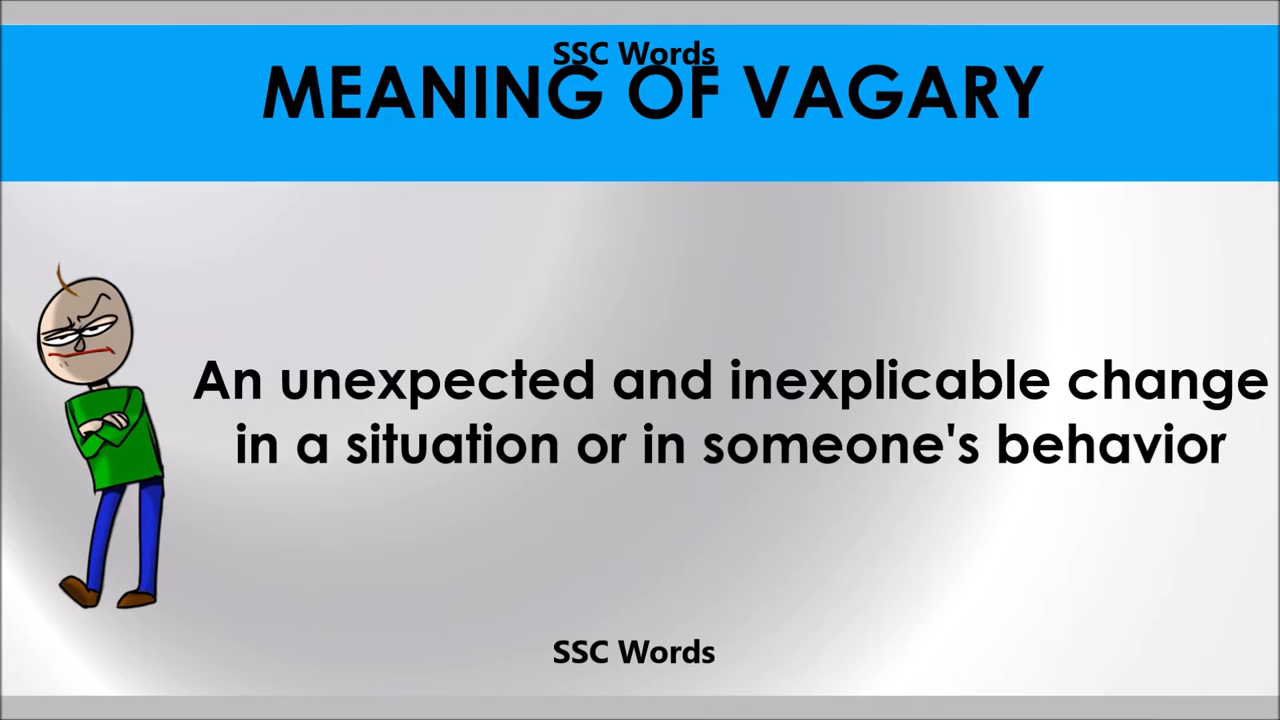 SSC Words
MEANING OF VAGARY
An unexpected and inexplicable change
in a situation or in someone's behavior
SSC Words